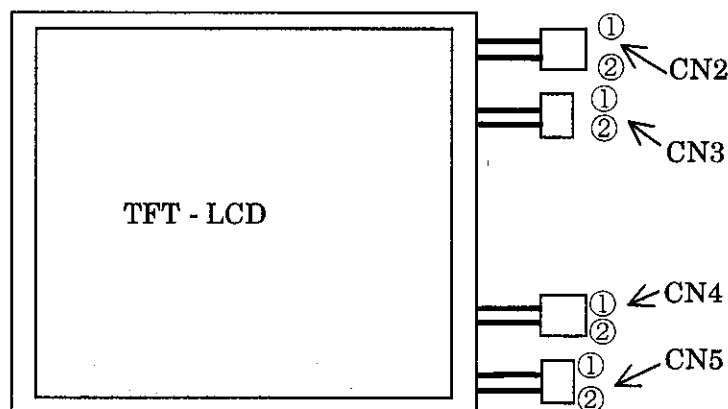 ①
② CN2
①
② CN3
TFT - LCD
① CN4
②
① CN5
②